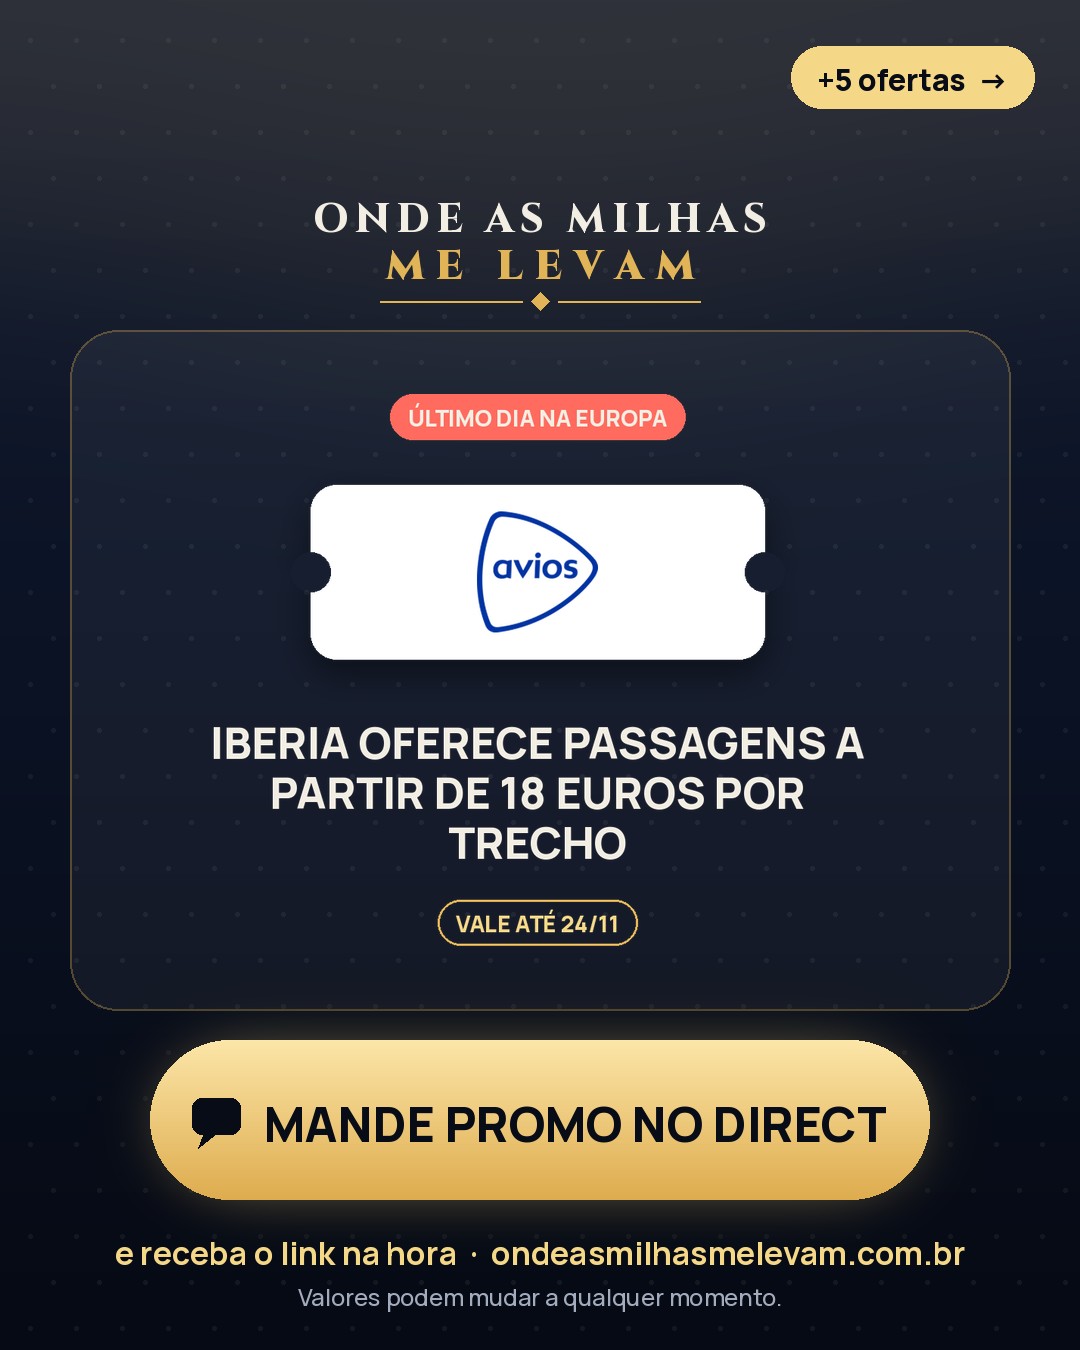 +5 ofertas →
ONDE AS MILHAS
ME LEVAM
ÚLTIMO DIA NA EUROPA
avios
IBERIA OFERECE PASSAGENS A
PARTIR DE 18 EUROS POR
TRECHO
VALE ATÉ 24/11
MANDE PROMO NO DIRECT
e receba o link na hora · ondeasmilhasmelevam.com.br
Valores podem mudar a qualquer momento.